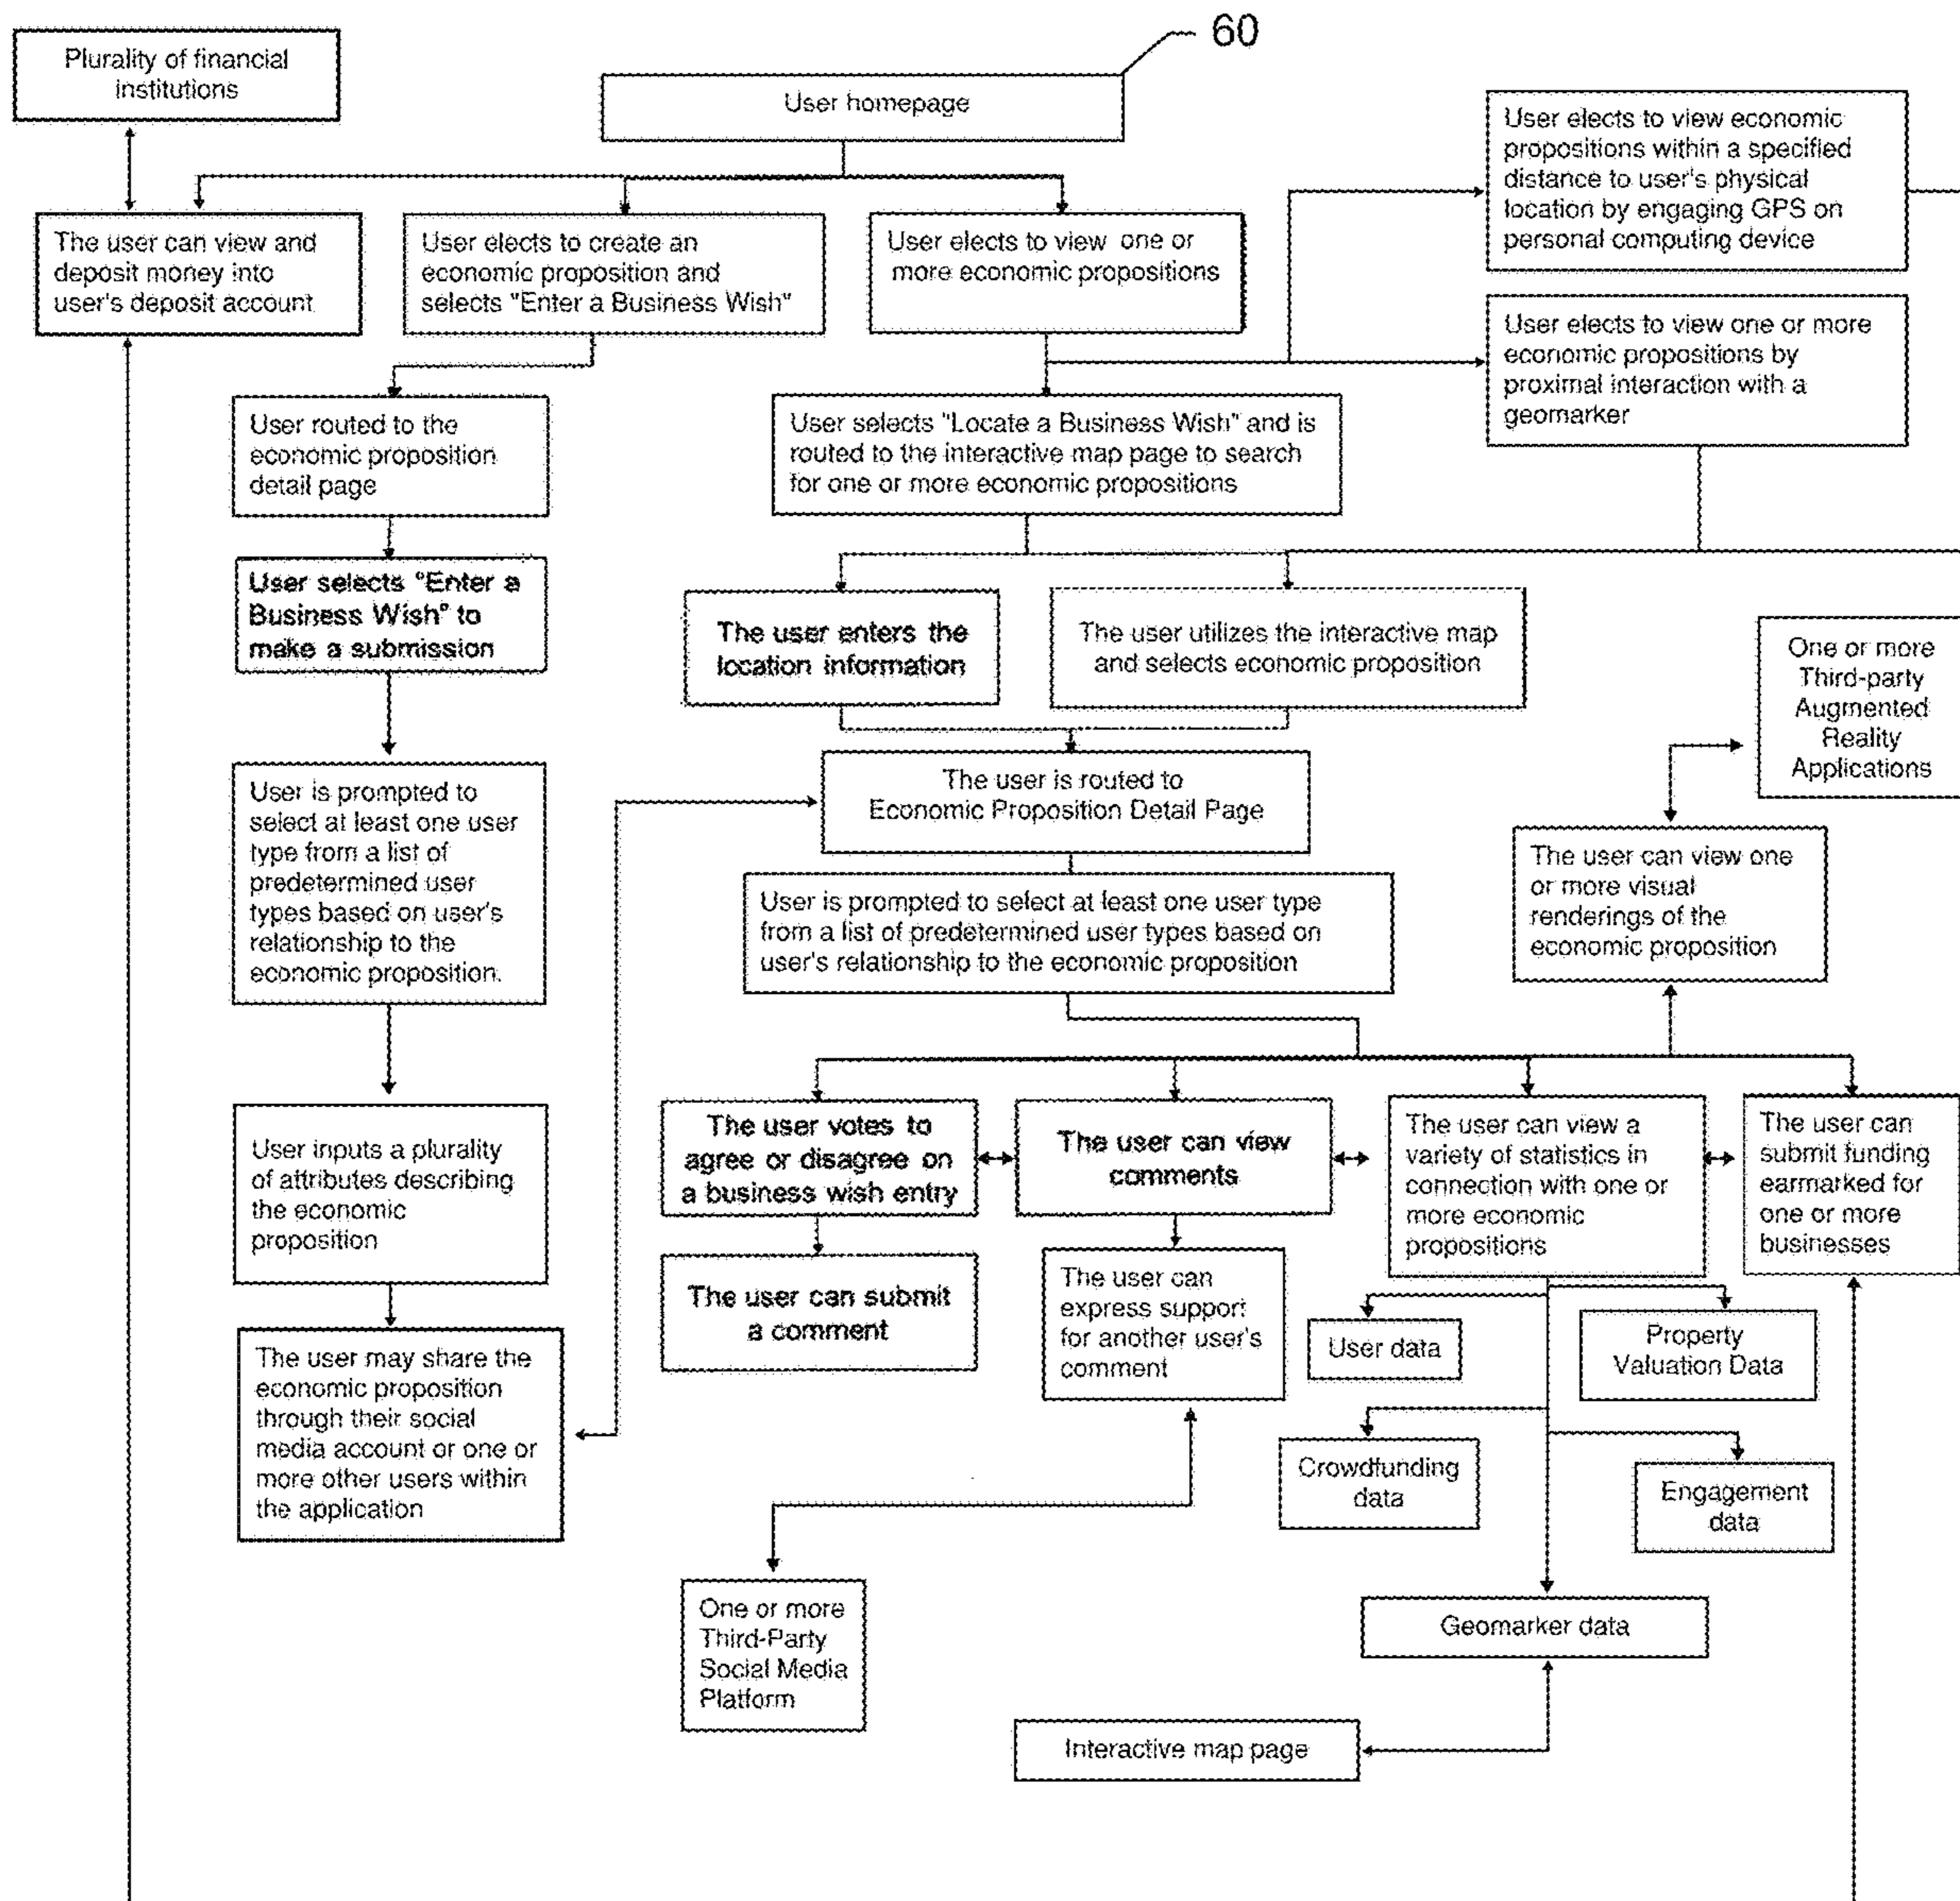 60
Plurality of financial
institutions
User homepage
User elects to view economic
propositions within a specified
distance to user's physical
location by engaging GPS on
personal computing device
The user can view and
deposit money into
user's deposit account
User elects to create an
economic proposition and
selects "Enter a Business Wish"
User elects to view one or
more economic propositions
User elects to view one or more
economic propositions by
proximal interaction with a
geomarker
User routed to the
economic proposition
detail page
User selects "Locate a Business Wish" and is
routed to the interactive map page to search
for one or more economic propositions
User selects "Enter a
Business Wish" to
make a submission
The user enters the
location information
The user utilizes the interactive map
and selects economic proposition
One or more
Third-party
Augmented
Reality
Applications
User is prompted to
select at least one user
type from a list of
predetermined user
types based on user's
relationship to the
economic proposition.
The user is routed to
Economic Proposition Detail Page
The user can view one
or more visual
renderings of the
economic proposition
User is prompted to select at least one user type
from a list of predetermined user types based on
user's relationship to the economic proposition
User inputs a plurality
of attributes describing
the economic
proposition
The user votes to
agree or disagree on
a business wish entry
The user can view
comments
The user can view a
variety of statistics in
connection with one or
more economic
propositions
The user can
submit funding
earmarked for
one or more
businesses
The user can submit
a comment
The user can
express support
for another user's
comment
User data
Property
Valuation Data
The user may share the
economic proposition
through their social
media account or one or
more other users within
the application
Crowdfunding
data
Engagement
data
One or more
Third-Party
Social Media
Platform
Geomarker data
Interactive map page